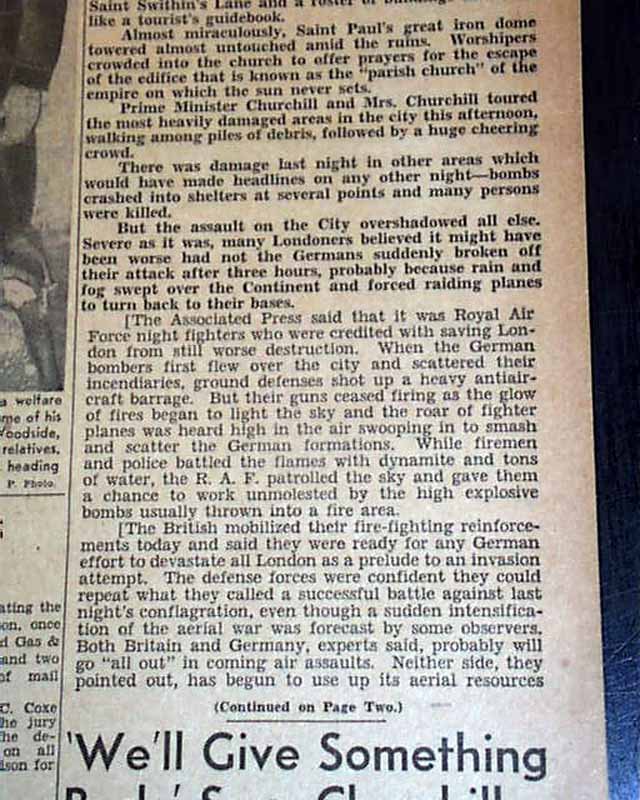 Saint Swithin's Lane and a roster of buildings
like a tourist's guidebook.
Almost miraculously, Saint Paul's great iron dome
towered almost untouched amid the ruins. Worshipers
crowded into the church to offer prayers for the escape
of the edifice that is known as the "parish church" of the
empire on which the sun never sets.
Prime Minister Churchill and Mrs. Churchill toured
the most heavily damaged areas in the city this afternoon,
walking among piles of debris, followed by a huge cheering
crowd.
There was damage last night in other areas which
would have made headlines on any other night—bombs
crashed into shelters at several points and many persons
were killed.
But the assault on the City overshadowed all else.
Severe as it was, many Londoners believed it might have
been worse had not the Germans suddenly broken off
their attack after three hours, probably because rain and
fog swept over the Continent and forced raiding planes
to turn back to their bases.
[The Associated Press said that it was Royal Air
Force night fighters who were credited with saving Lon-
don from still worse destruction. When the German
bombers first flew over the city and scattered their
incendiaries, ground defenses shot up a heavy antiair-
craft barrage. But their guns ceased firing as the glow
of fires began to light the sky and the roar of fighter
planes was heard high in the air swooping in to smash
and scatter the German formations. While firemen
and police battled the flames with dynamite and tons
of water, the R. A. F. patrolled the sky and gave them
a chance to work unmolested by the high explosive
bombs usually thrown into a fire area.
[The British mobilized their fire-fighting reinforce-
ments today and said they were ready for any German
effort to devastate all London as a prelude to an invasion
attempt. The defense forces were confident they could
repeat what they called a successful battle against last
night's conflagration, even though a sudden intensifica-
tion of the aerial war was forecast by some observers.
Both Britain and Germany, experts said, probably will
go "all out" in coming air assaults. Neither side, they
pointed out, has begun to use up its aerial resources
(Continued on Page Two.)
'We'll Give Something
a welfare
me of his
Woodside,
relatives,
heading
P. Photo.
ating the
on, once
d Gas &
and two
of mail
C. Coxe
he jury
he de-
on all
ison for